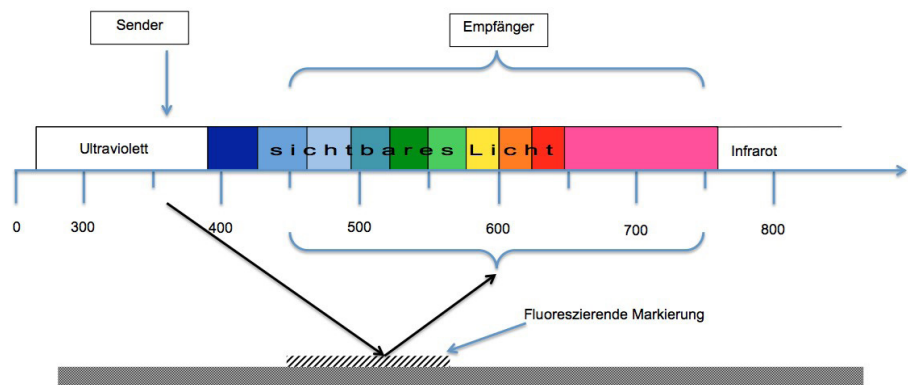 Sender
Empfänger
Ultraviolett
sichtbares Licht
Infrarot
0 300 400 500 600 700 800
Fluoreszierende Markierung